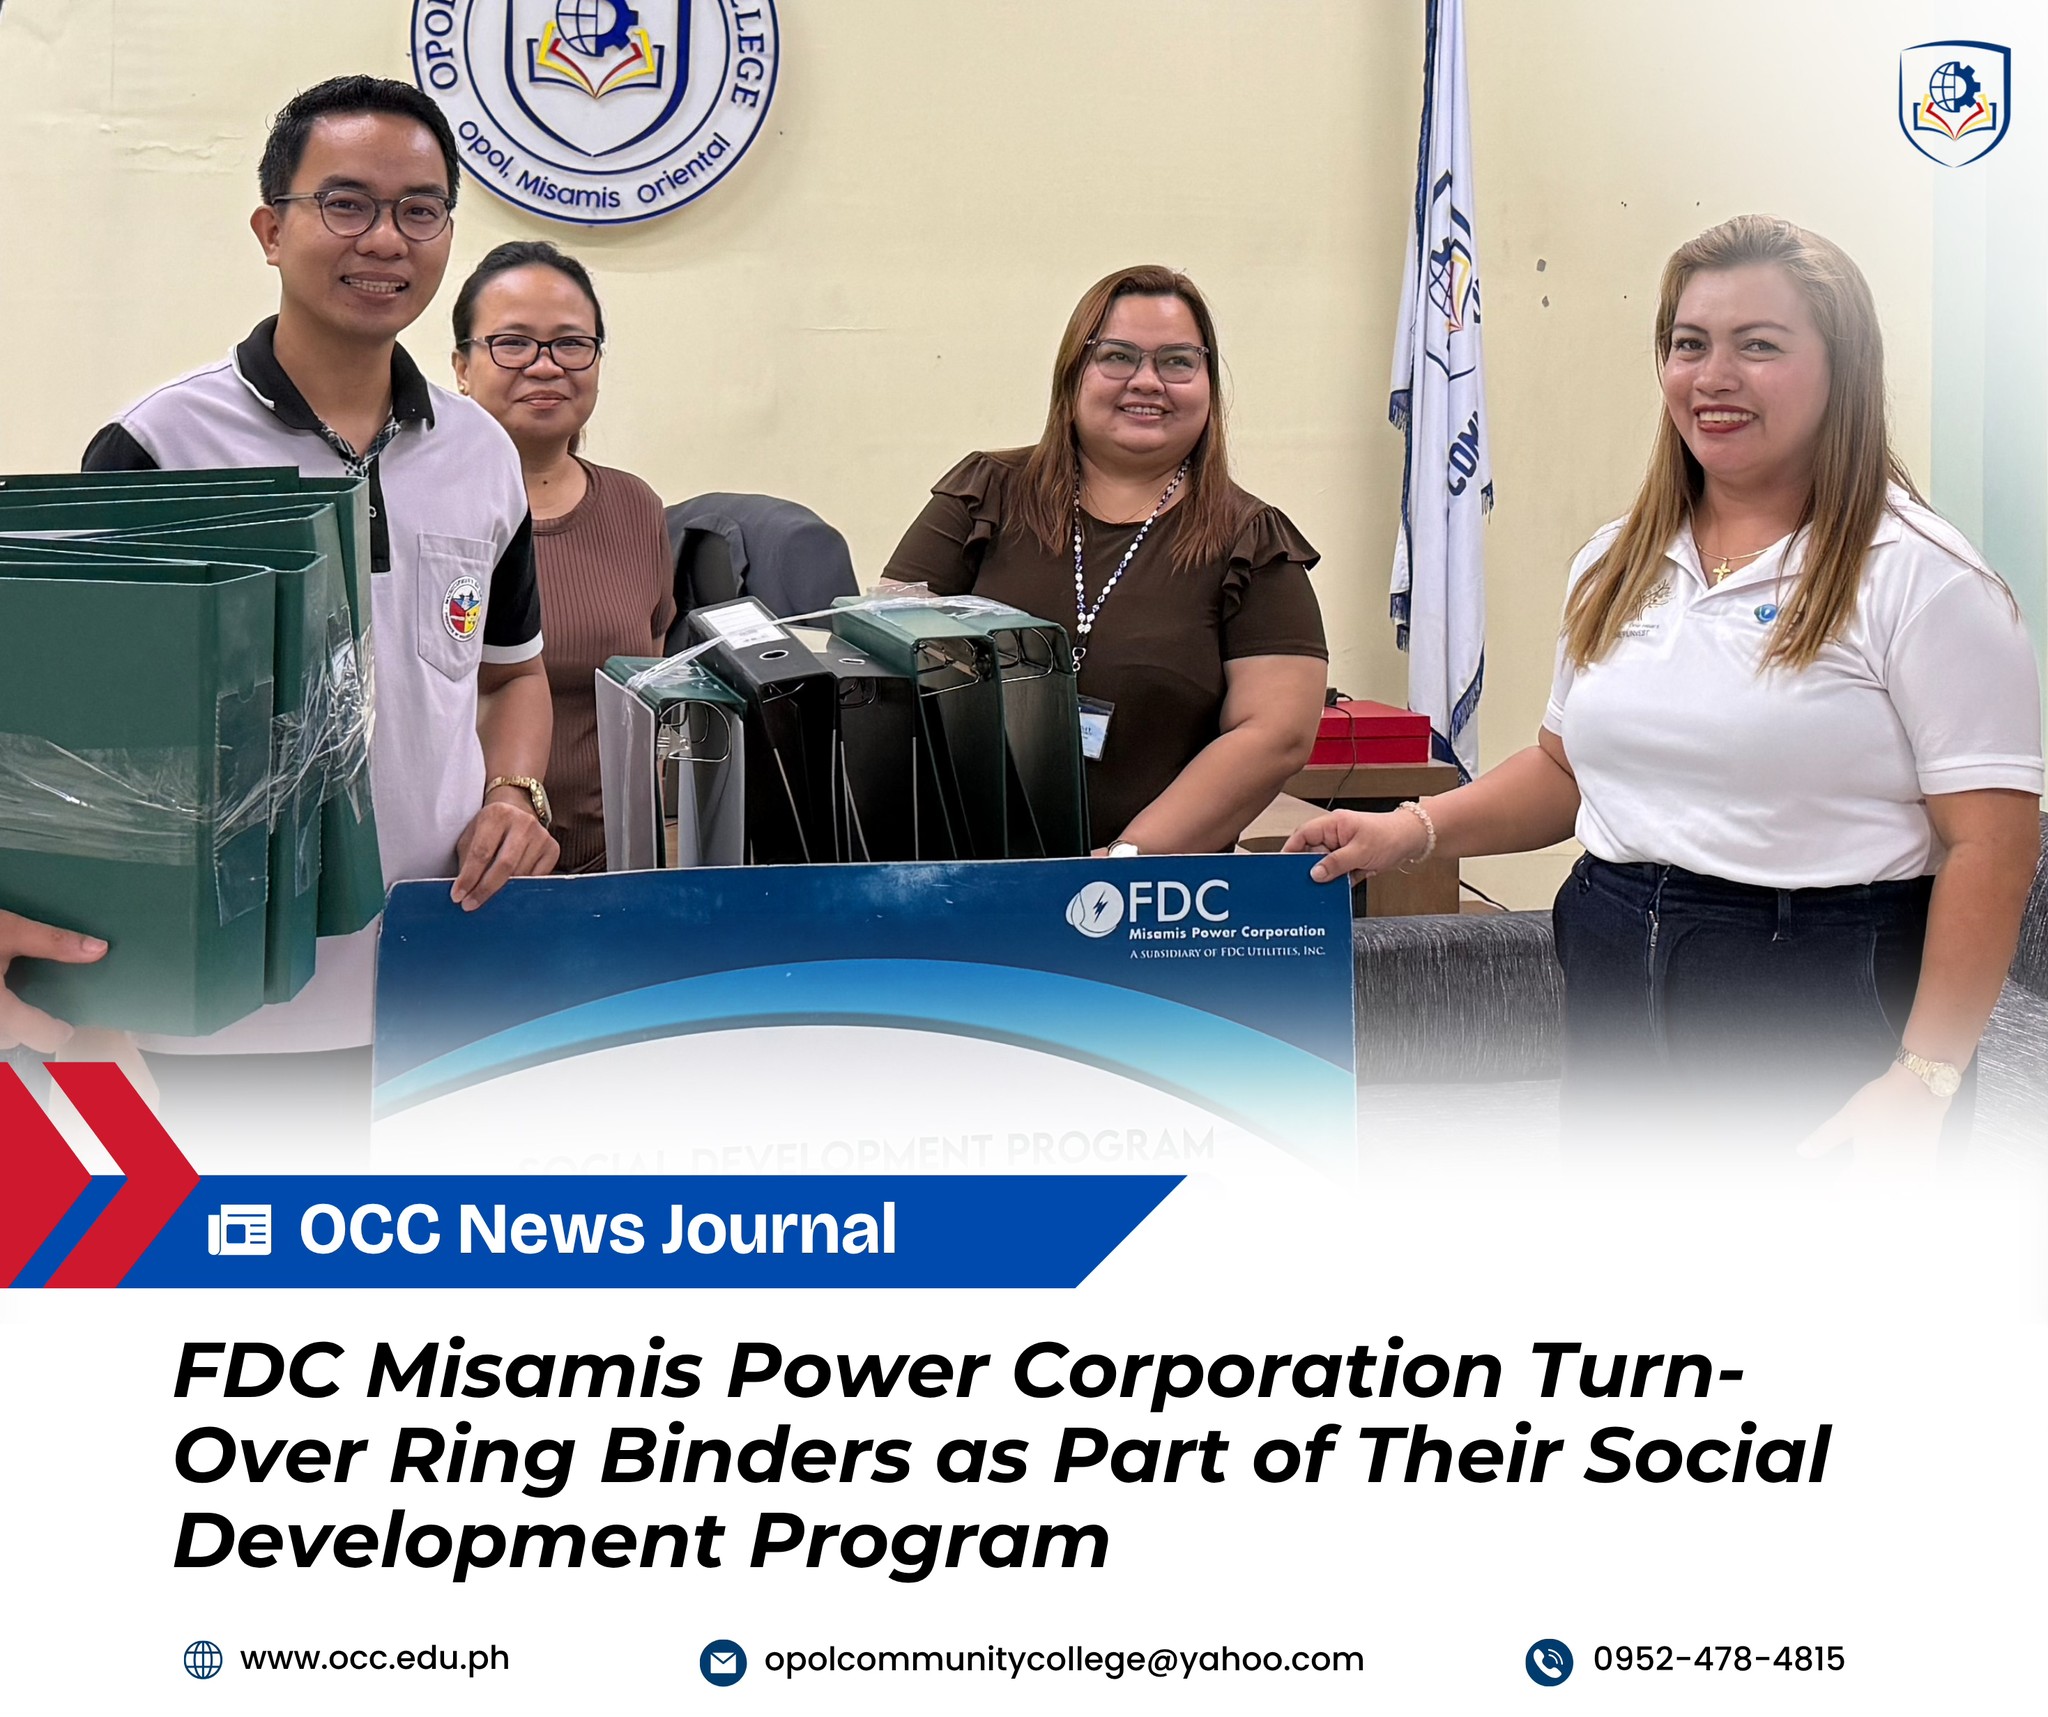 COLLEGE
Opol, Misamis Oriental
FDC
Misamis Power Corporation
A SUBSIDIARY OF FDC UTILITIES, INC.
SOCIAL DEVELOPMENT PROGRAM
OCC News Journal
FDC Misamis Power Corporation Turn-
Over Ring Binders as Part of Their Social
Development Program
www.occ.edu.ph
opolcommunitycollege@yahoo.com
0952-478-4815